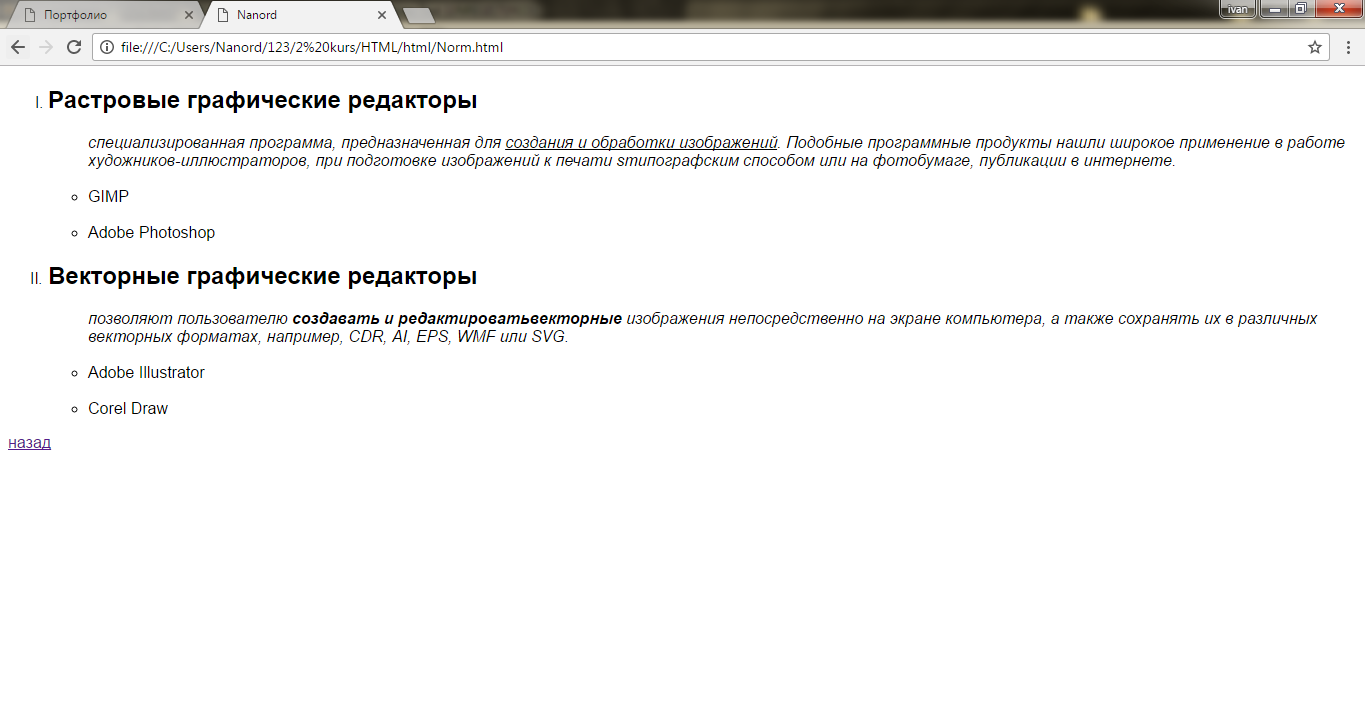 Портфолио
Nanord
ivan
file:///C:/Users/Nanord/123/2%20kurs/HTML/html/Norm.html
I. Растровые графические редакторы
специализированная программа, предназначенная для создания и обработки изображений. Подобные программные продукты нашли широкое применение в работе
художников-иллюстраторов, при подготовке изображений к печати sтипографским способом или на фотобумаге, публикации в интернете.
GIMP
Adobe Photoshop
II. Векторные графические редакторы
позволяют пользователю создавать и редактироватьвекторные изображения непосредственно на экране компьютера, а также сохранять их в различных
векторных форматах, например, CDR, AI, EPS, WMF или SVG.
Adobe Illustrator
Corel Draw
назад